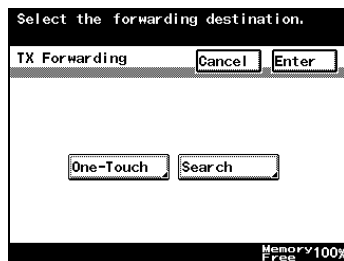 Select the forwarding destination.
TX Forwarding Cancel Enter
One-Touch Search
Memory 100%
Free